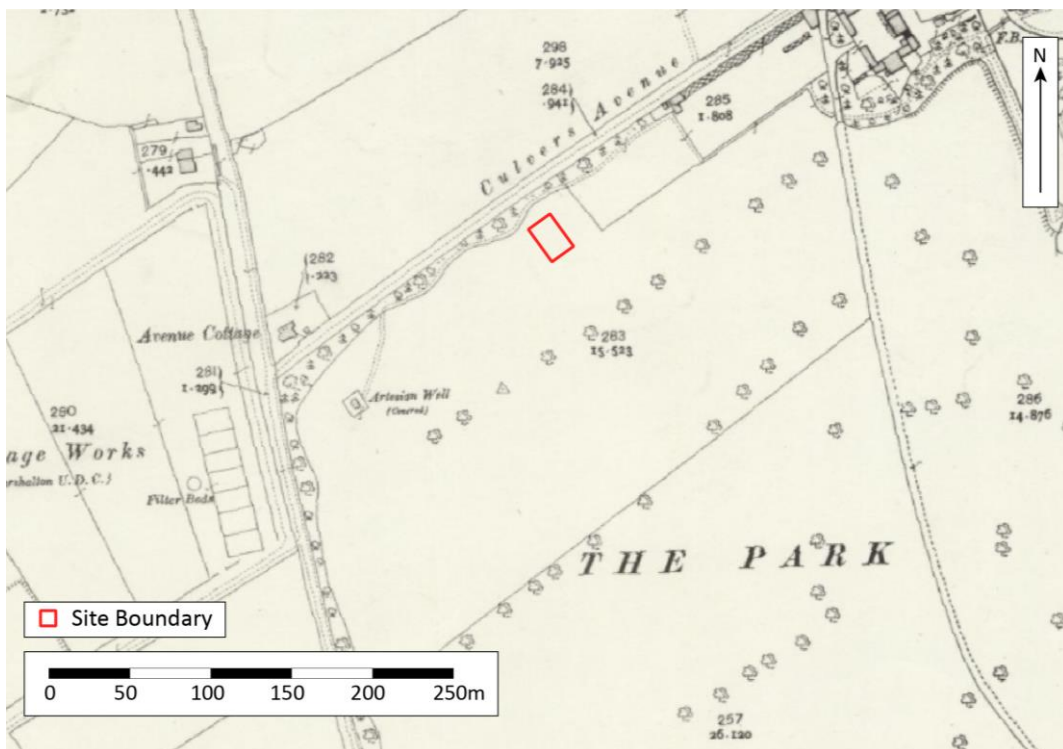 298
7·925
284
·941
Culvers Avenue
285
1·808
F.B.
N
279
·442
282
1·223
Avenue Cottage
281
1·299
283
15·523
Artesian Well
(Covered)
286
14·876
280
21·434
age Works
rshalton U.D.C.)
Filter Beds
THE PARK
257
26·120
Site Boundary
0 50 100 150 200 250m